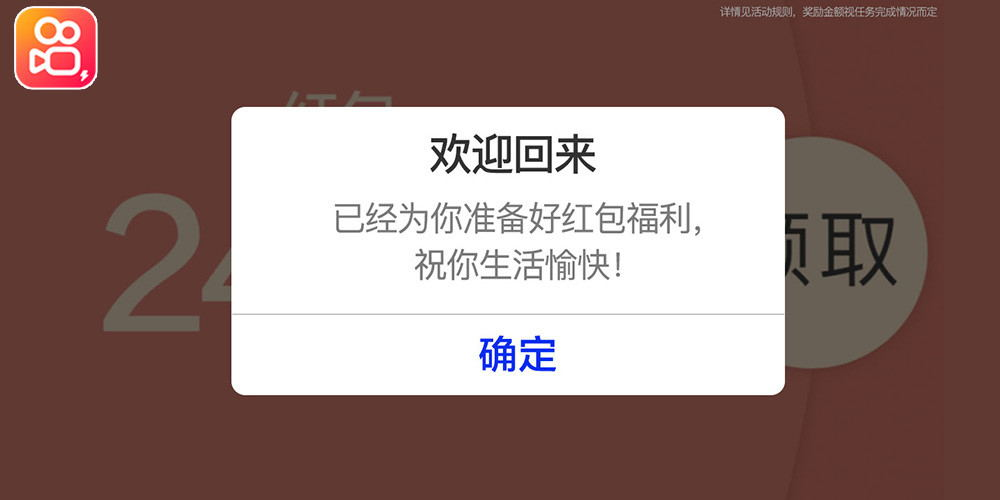 详情见活动规则，奖励金额视任务完成情况而定
红包
欢迎回来
已经为你准备好红包福利，
祝你生活愉快！
24
领取
确定